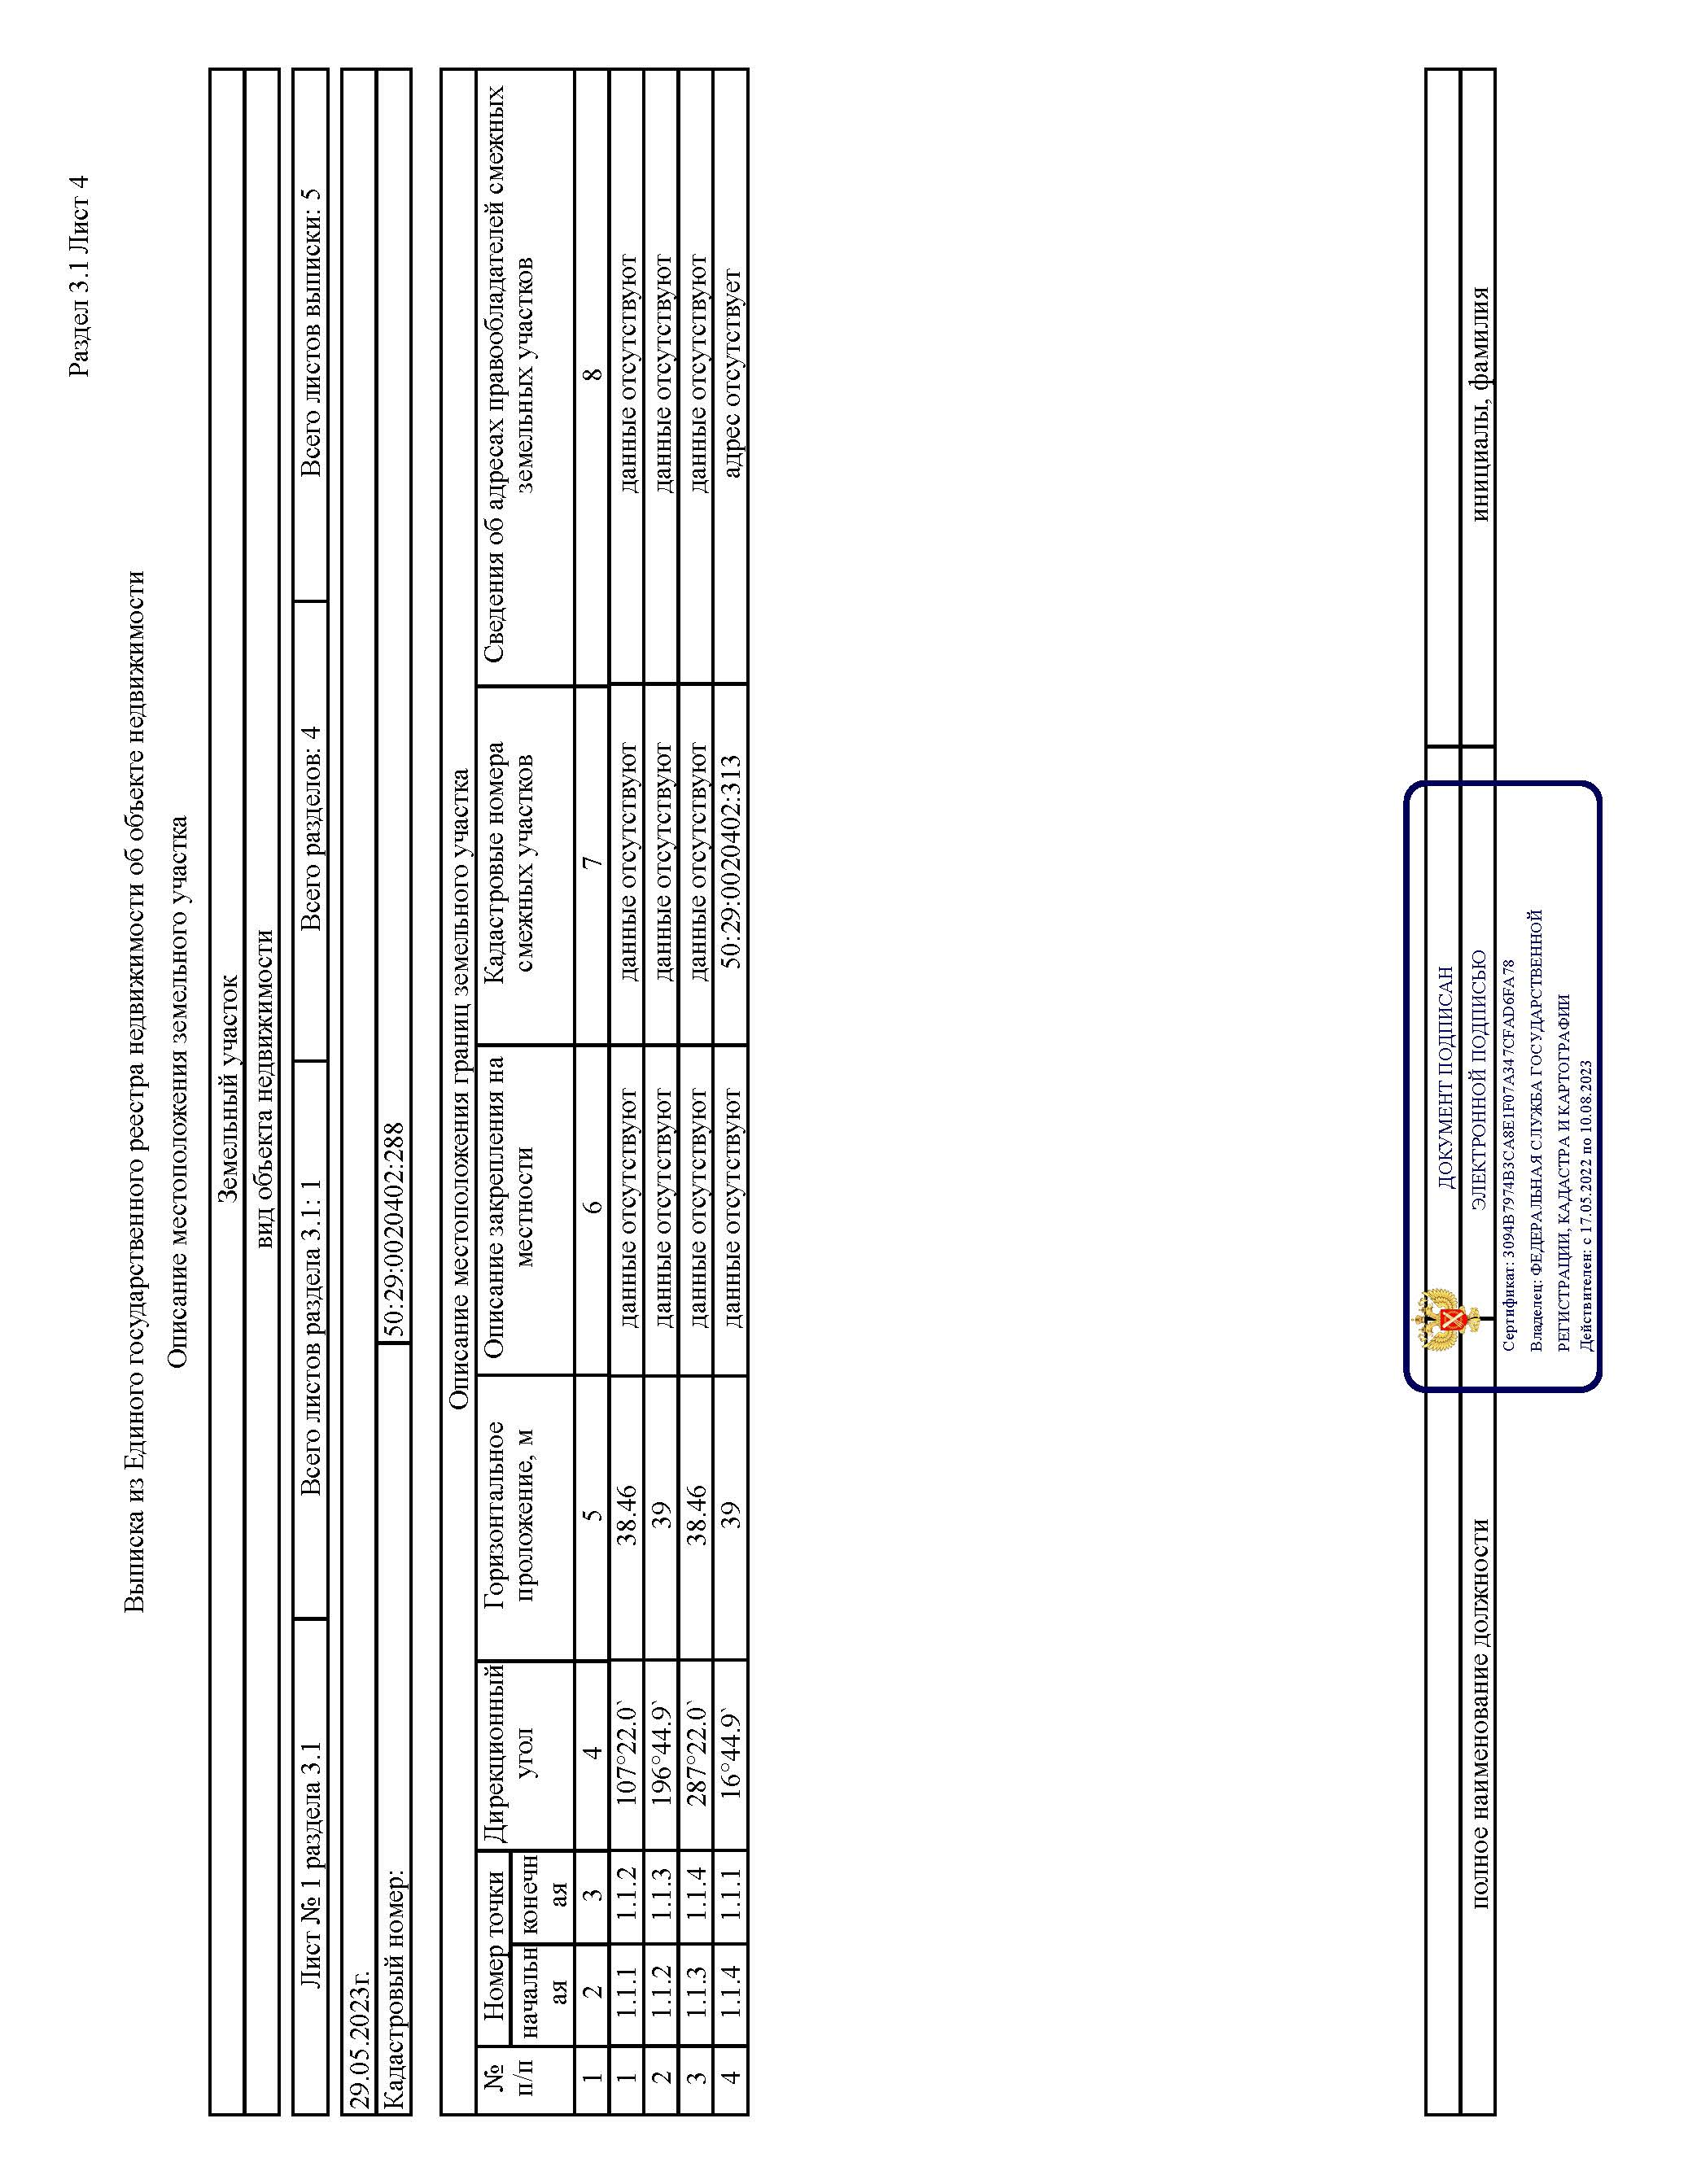 Раздел 3.1 Лист 4
Выписка из Единого государственного реестра недвижимости об объекте недвижимости
Описание местоположения земельного участка
Земельный участок
вид объекта недвижимости
Лист № 1 раздела 3.1 Всего листов раздела 3.1: 1 Всего разделов: 4 Всего листов выписки: 5
29.05.2023г.
Кадастровый номер: 50:29:0020402:288
Описание местоположения границ земельного участка
№ п/п Номер точки Дирекционный угол Горизонтальное проложение, м Описание закрепления на местности Кадастровые номера смежных участков Сведения об адресах правообладателей смежных земельных участков
начальн ая конечн ая
1 2 3 4 5 6 7 8
1 1.1.1 1.1.2 107°22.0` 38.46 данные отсутствуют данные отсутствуют данные отсутствуют
2 1.1.2 1.1.3 196°44.9` 39 данные отсутствуют данные отсутствуют данные отсутствуют
3 1.1.3 1.1.4 287°22.0` 38.46 данные отсутствуют данные отсутствуют данные отсутствуют
4 1.1.4 1.1.1 16°44.9` 39 данные отсутствуют 50:29:0020402:313 адрес отсутствует
ДОКУМЕНТ ПОДПИСАН
ЭЛЕКТРОННОЙ ПОДПИСЬЮ
полное наименование должности инициалы, фамилия
Сертификат: 3094B7974B3CA8E1F07A347CFAD6FA78
Владелец: ФЕДЕРАЛЬНАЯ СЛУЖБА ГОСУДАРСТВЕННОЙ
РЕГИСТРАЦИИ, КАДАСТРА И КАРТОГРАФИИ
Действителен: с 17.05.2022 по 10.08.2023